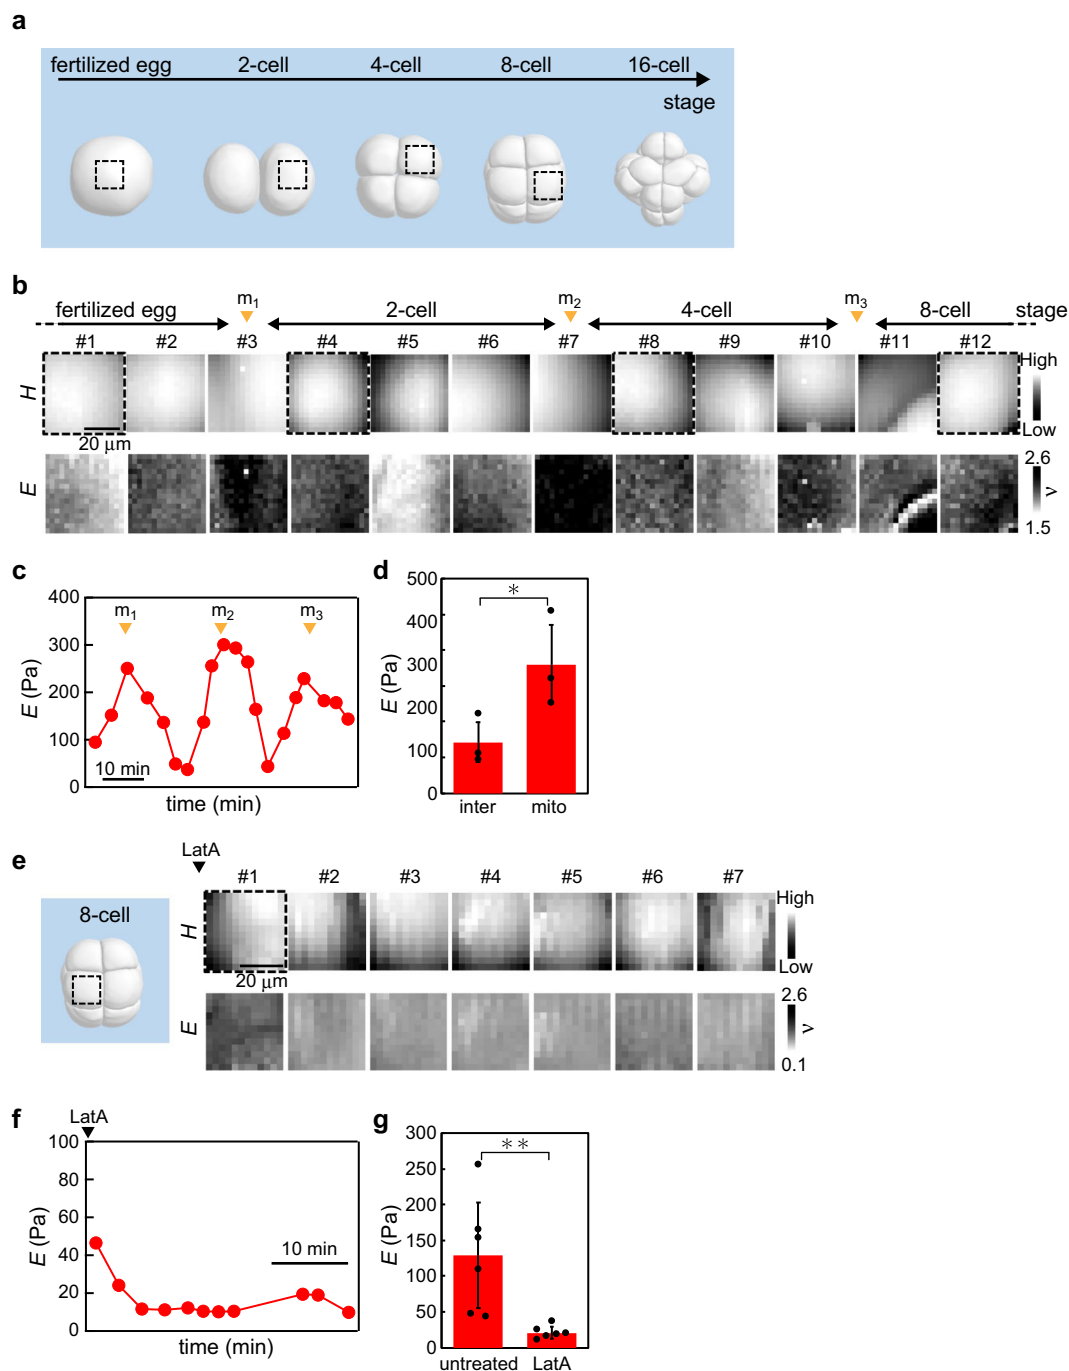 a
fertilized egg 2-cell 4-cell 8-cell 16-cell
stage
b
m1 m2 m3
fertilized egg 2-cell 4-cell 8-cell stage
#1 #2 #3 #4 #5 #6 #7 #8 #9 #10 #11 #12
H
High
Low
20 μm
E
2.6
ν
1.5
c
400
300
200
100
0
E (Pa)
m1 m2 m3
10 min
time (min)
d
500
400
300
200
100
0
E (Pa)
*
inter mito
e
8-cell
LatA
#1 #2 #3 #4 #5 #6 #7
H
High
Low
20 μm
E
2.6
ν
0.1
f
LatA
100
80
60
40
20
0
E (Pa)
10 min
time (min)
g
300
250
200
150
100
50
0
E (Pa)
**
untreated LatA